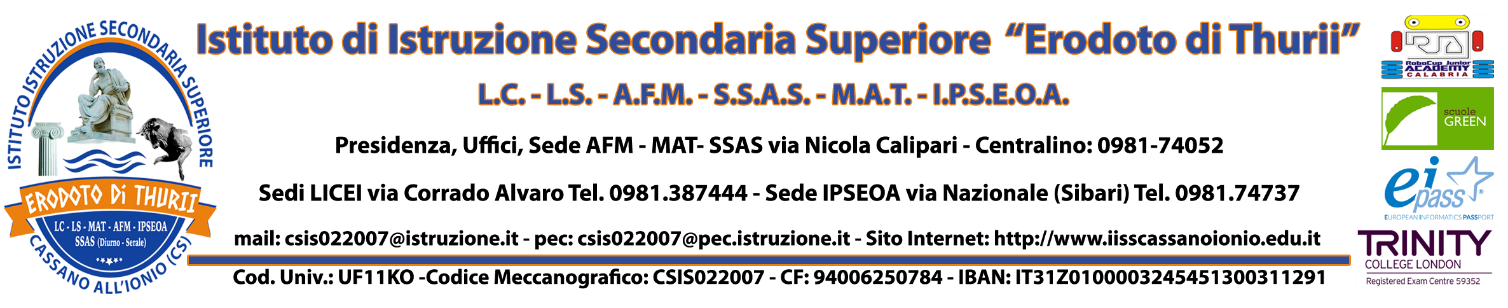 ISTITUTO ISTRUZIONE SECONDARIA SUPERIORE
ERODOTO Di THURII
LC - LS - MAT - AFM - IPSEOA
SSAS (Diurno - Serale)
CASSANO ALL'IONIO (CS)
Istituto di Istruzione Secondaria Superiore “Erodoto di Thurii”
L.C. - L.S. - A.F.M. - S.S.A.S. - M.A.T. - I.P.S.E.O.A.
Presidenza, Uffici, Sede AFM - MAT- SSAS via Nicola Calipari - Centralino: 0981-74052
Sedi LICEI via Corrado Alvaro Tel. 0981.387444 - Sede IPSEOA via Nazionale (Sibari) Tel. 0981.74737
mail: csis022007@istruzione.it - pec: csis022007@pec.istruzione.it - Sito Internet: http://www.iisscassanoionio.edu.it
Cod. Univ.: UF11KO -Codice Meccanografico: CSIS022007 - CF: 94006250784 - IBAN: IT31Z0100003245451300311291
RJA
RoboCup Junior
ACADEMY
CALABRIA
scuole
GREEN
ei
pass
EUROPEAN INFORMATICS PASSPORT
TRINITY
COLLEGE LONDON
Registered Exam Centre 59352